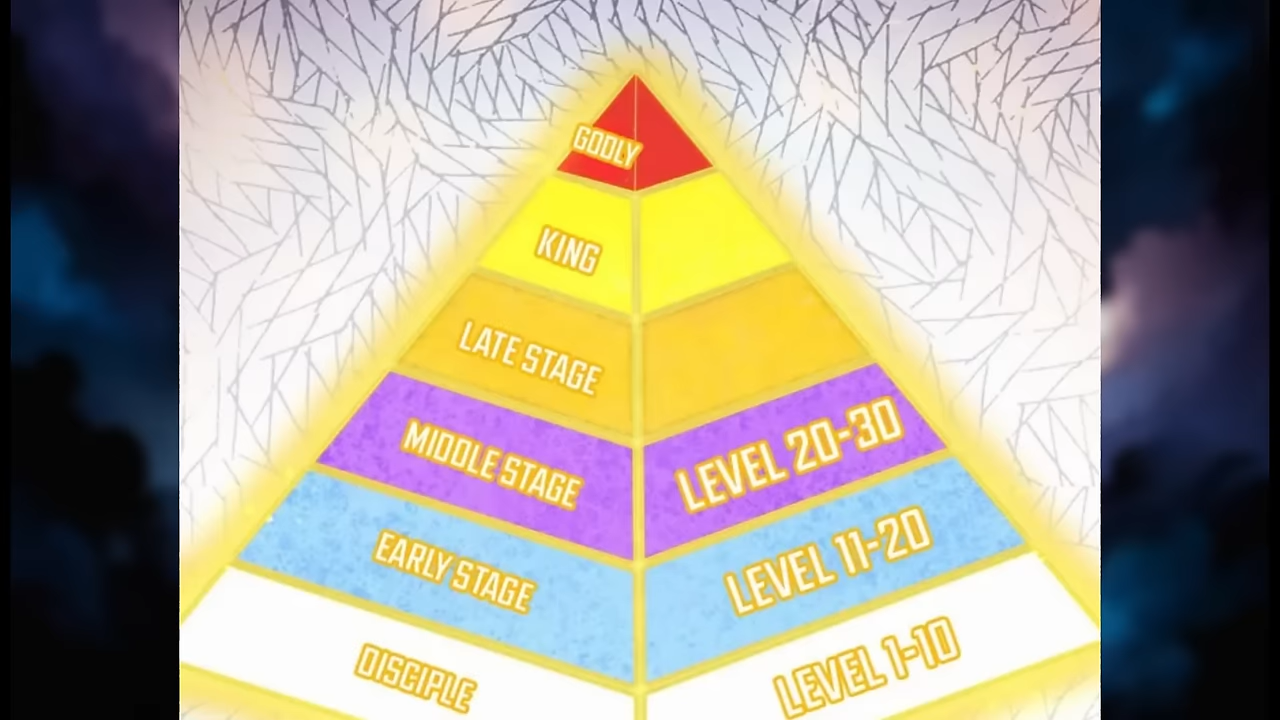 GODLY
KING
LATE STAGE
MIDDLE STAGE
LEVEL 20-30
EARLY STAGE
LEVEL 11-20
DISCIPLE
LEVEL 1-10